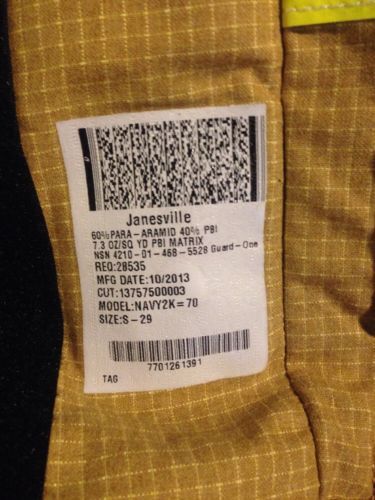 Janesville
60% PARA-ARAMID 40% PBI
7.3 OZ/SQ YD PBI MATRIX
NSN 4210-01-468-5528 Guard-One
REQ:28535
MFG DATE:10/2013
CUT:13757500003
MODEL:NAVY2K=70
SIZE:S-29
7701261391
TAG